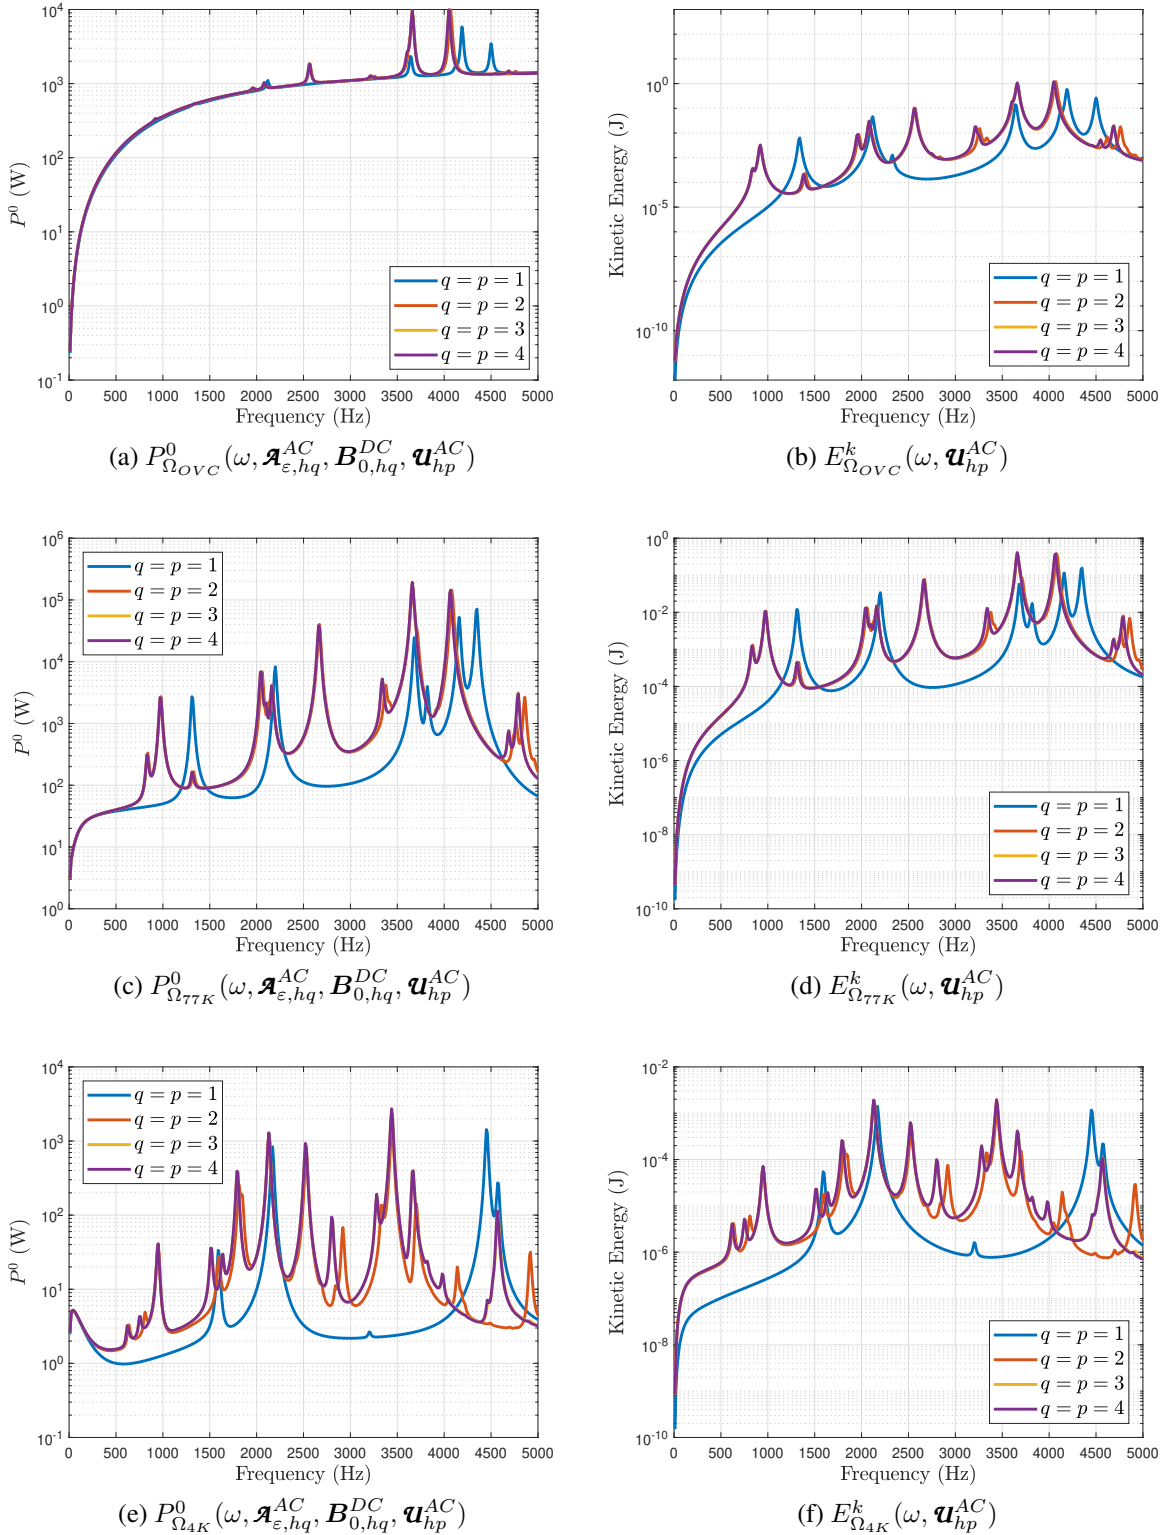 10^4
10^3
10^2
10^1
10^0
10^-1
P^0 (W)
0 500 1000 1500 2000 2500 3000 3500 4000 4500 5000
Frequency (Hz)
q = p = 1
q = p = 2
q = p = 3
q = p = 4
(a) P^0_{Ω_{OVC}}(ω, 𝓐^{AC}_{ε,hq}, B^{DC}_{0,hq}, 𝓤^{AC}_{hp})
10^0
10^-5
10^-10
Kinetic Energy (J)
0 500 1000 1500 2000 2500 3000 3500 4000 4500 5000
Frequency (Hz)
q = p = 1
q = p = 2
q = p = 3
q = p = 4
(b) E^k_{Ω_{OVC}}(ω, 𝓤^{AC}_{hp})
10^6
10^5
10^4
10^3
10^2
10^1
10^0
P^0 (W)
0 500 1000 1500 2000 2500 3000 3500 4000 4500 5000
Frequency (Hz)
q = p = 1
q = p = 2
q = p = 3
q = p = 4
(c) P^0_{Ω_{77K}}(ω, 𝓐^{AC}_{ε,hq}, B^{DC}_{0,hq}, 𝓤^{AC}_{hp})
10^0
10^-2
10^-4
10^-6
10^-8
10^-10
Kinetic Energy (J)
0 500 1000 1500 2000 2500 3000 3500 4000 4500 5000
Frequency (Hz)
q = p = 1
q = p = 2
q = p = 3
q = p = 4
(d) E^k_{Ω_{77K}}(ω, 𝓤^{AC}_{hp})
10^4
10^3
10^2
10^1
10^0
10^-1
P^0 (W)
0 500 1000 1500 2000 2500 3000 3500 4000 4500 5000
Frequency (Hz)
q = p = 1
q = p = 2
q = p = 3
q = p = 4
(e) P^0_{Ω_{4K}}(ω, 𝓐^{AC}_{ε,hq}, B^{DC}_{0,hq}, 𝓤^{AC}_{hp})
10^-2
10^-4
10^-6
10^-8
10^-10
Kinetic Energy (J)
0 500 1000 1500 2000 2500 3000 3500 4000 4500 5000
Frequency (Hz)
q = p = 1
q = p = 2
q = p = 3
q = p = 4
(f) E^k_{Ω_{4K}}(ω, 𝓤^{AC}_{hp})